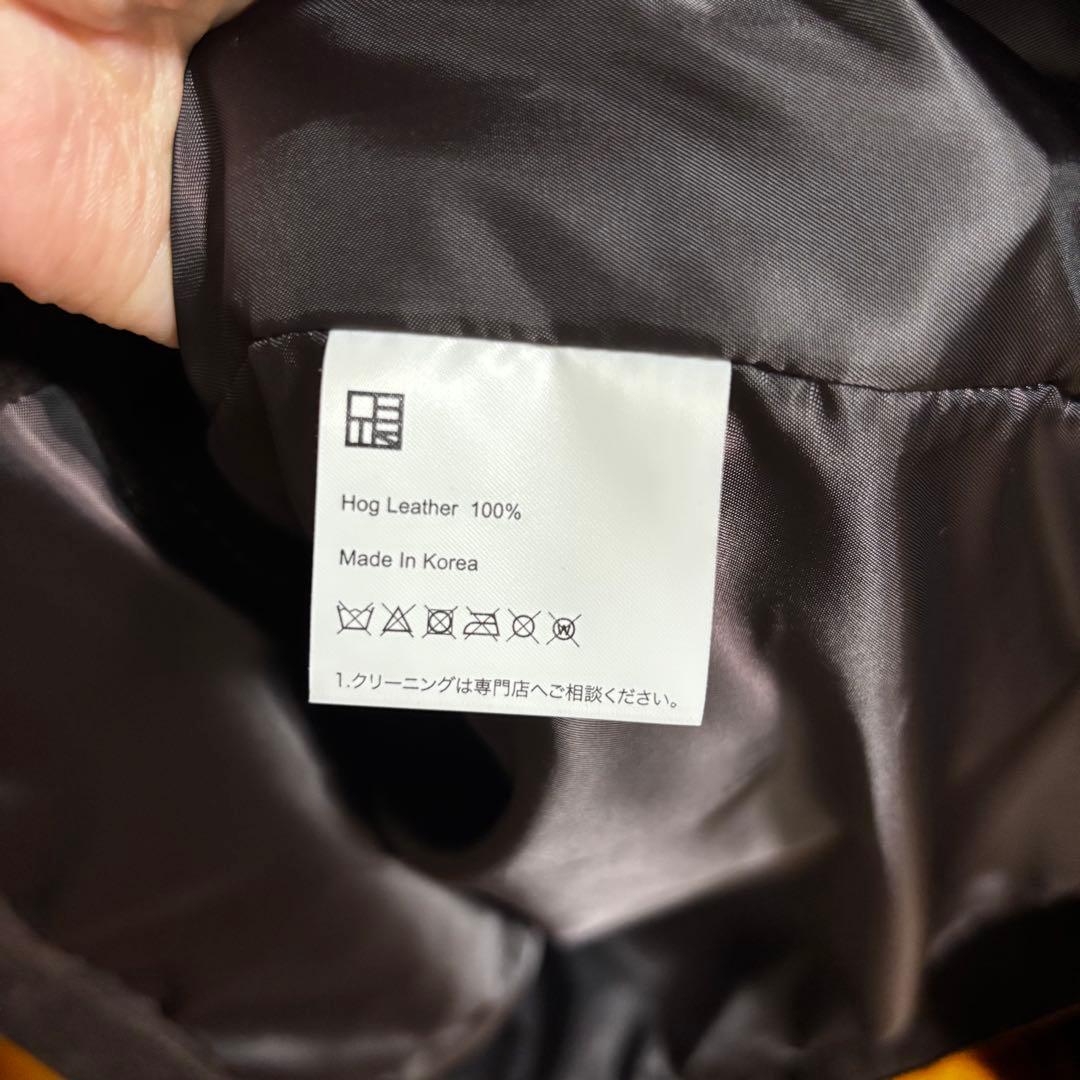 Hog Leather 100%
Made In Korea
W
1.クリーニングは専門店へご相談ください。